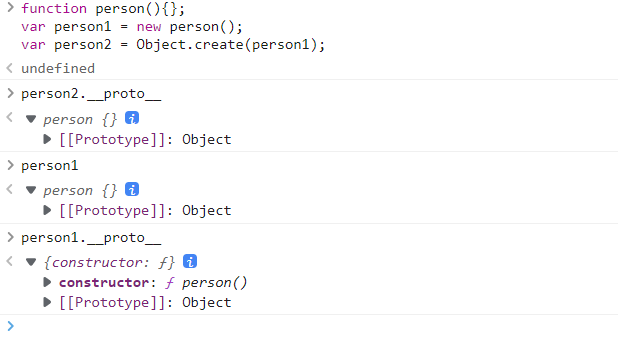 function person(){};
var person1 = new person();
var person2 = Object.create(person1);
undefined
person2.__proto__
person {} i
[[Prototype]]: Object
person1
person {} i
[[Prototype]]: Object
person1.__proto__
{constructor: ƒ} i
constructor: ƒ person()
[[Prototype]]: Object